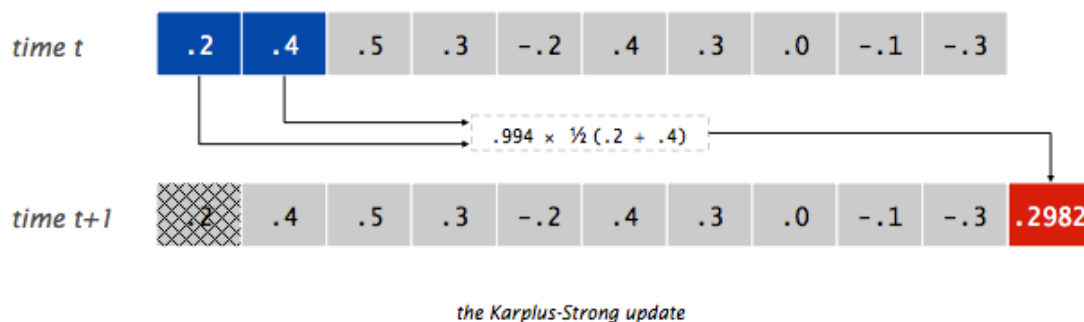 time t .2 .4 .5 .3 -.2 .4 .3 .0 -.1 -.3
.994 × ½ (.2 + .4)
time t+1 .2 .4 .5 .3 -.2 .4 .3 .0 -.1 -.3 .2982
the Karplus-Strong update